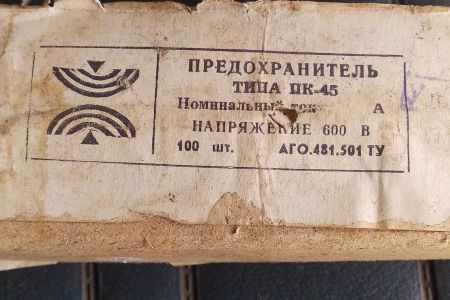 ПРЕДОХРАНИТЕЛЬ
ТИПА ПК-45
Номинальный ток А
НАПРЯЖЕНИЕ 600 В
100 шт. АГО.481.501 ТУ